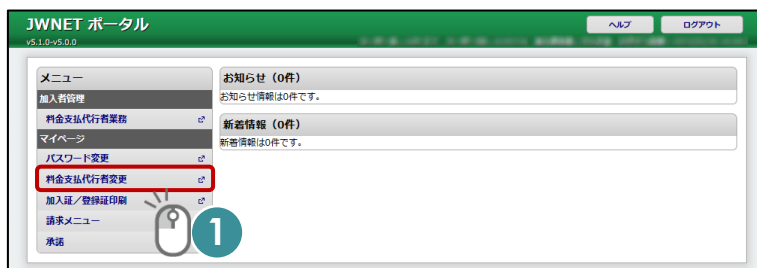 JWNET ポータル
v5.1.0-v5.0.0
ヘルプ
ログアウト
メニュー
加入者管理
料金支払代行者業務
マイページ
パスワード変更
料金支払代行者変更
加入証／登録証印刷
請求メニュー
承諾
お知らせ（0件）
お知らせ情報は0件です。
新着情報（0件）
新着情報は0件です。
1